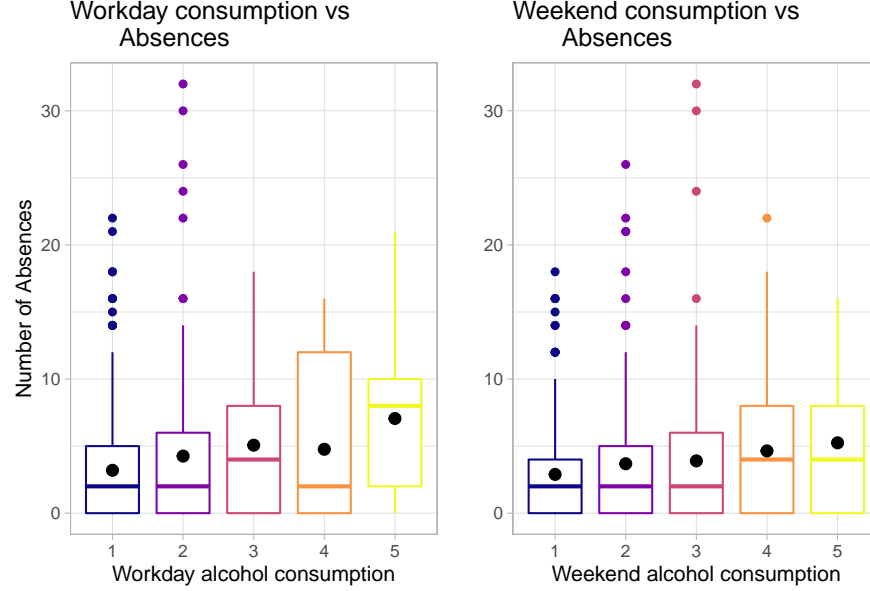 Workday consumption vs
Absences
Number of Absences
30
20
10
0
1 2 3 4 5
Workday alcohol consumption
Weekend consumption vs
Absences
30
20
10
0
1 2 3 4 5
Weekend alcohol consumption